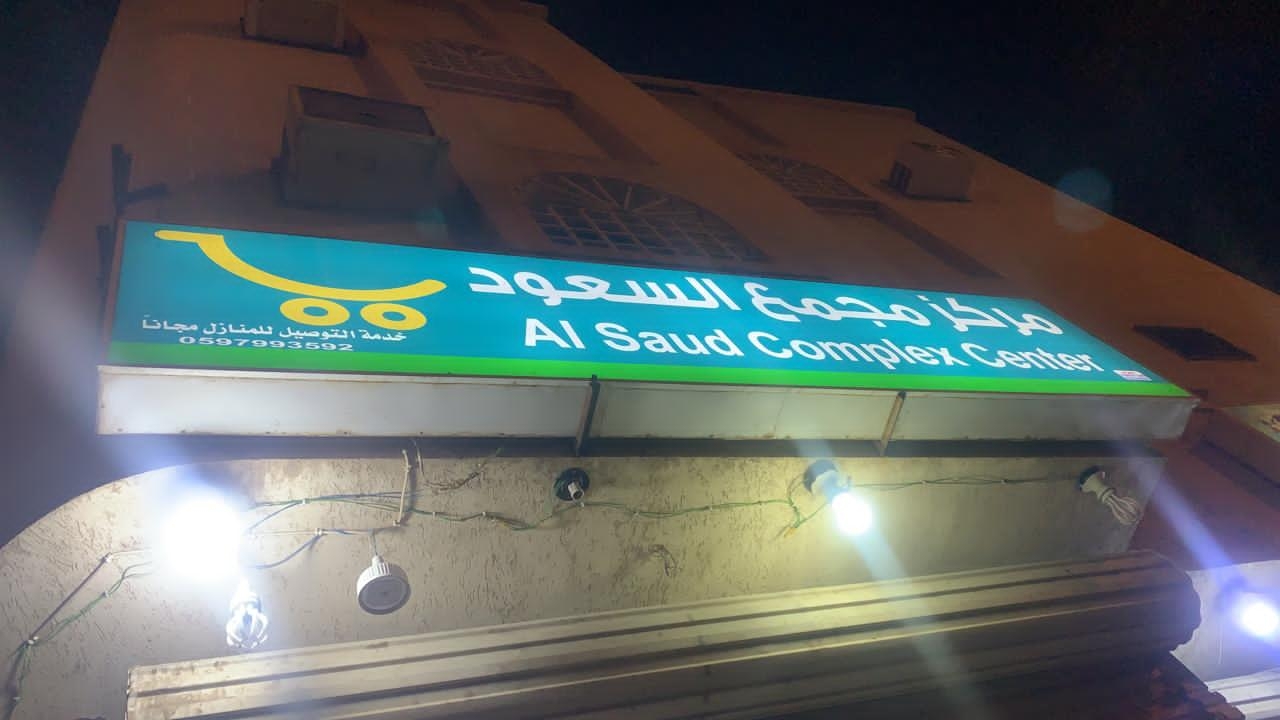 مركز مجمع السعود
Al Saud Complex Center
خدمة التوصيل للمنازل مجاناً
0597993592